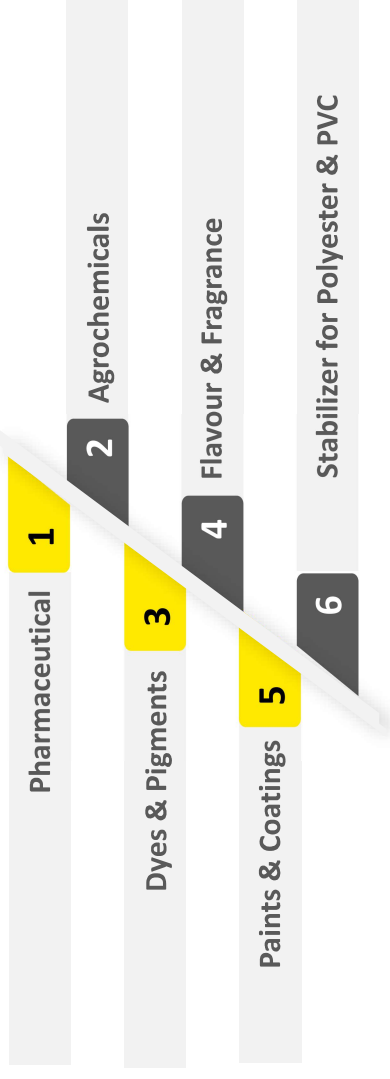 Pharmaceutical 1
2 Agrochemicals
Dyes & Pigments 3
4 Flavour & Fragrance
Paints & Coatings 5
6 Stabilizer for Polyester & PVC